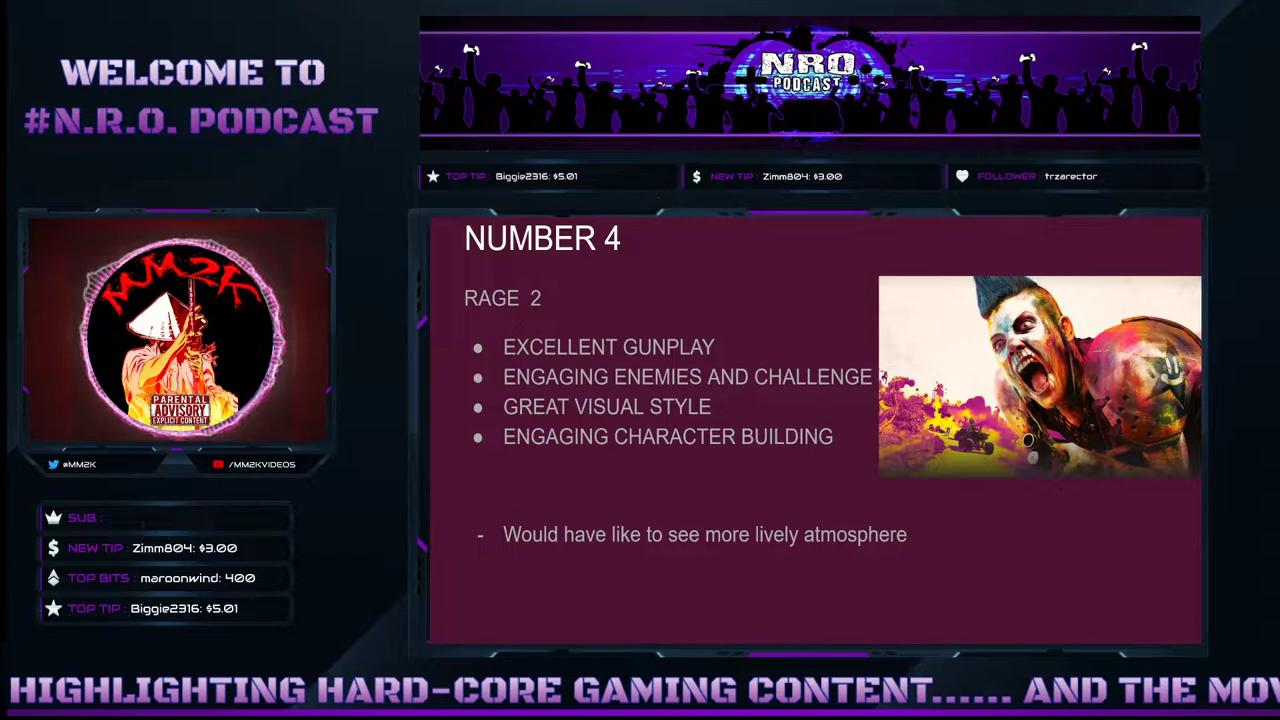 WELCOME TO
#N.R.O. PODCAST
NRO
PODCAST
TOP TIP : Biggie2316: $5.01
NEW TIP : Zimm804: $3.00
FOLLOWER : trzarector
MM2K
PARENTAL
ADVISORY
EXPLICIT CONTENT
@MM2K
/MM2KVIDEOS
SUB :
NEW TIP : Zimm804: $3.00
TOP BITS : maroonwind: 400
TOP TIP : Biggie2316: $5.01
NUMBER 4
RAGE 2
● EXCELLENT GUNPLAY
● ENGAGING ENEMIES AND CHALLENGE
● GREAT VISUAL STYLE
● ENGAGING CHARACTER BUILDING
- Would have like to see more lively atmosphere
HIGHLIGHTING HARD-CORE GAMING CONTENT...... AND THE MOV